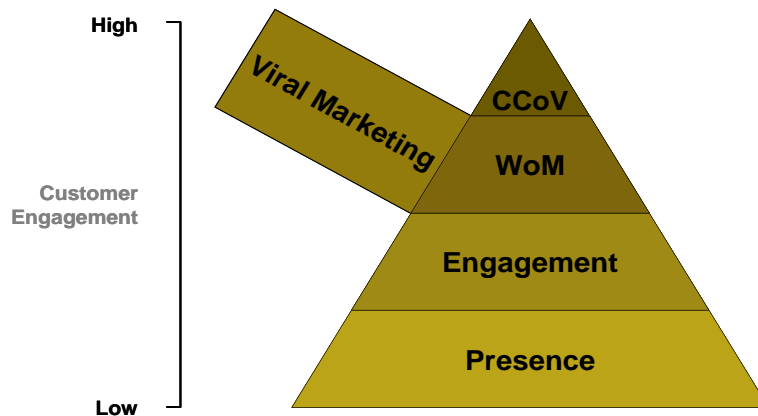 High
Viral Marketing
CCoV
WoM
Customer
Engagement
Engagement
Presence
Low